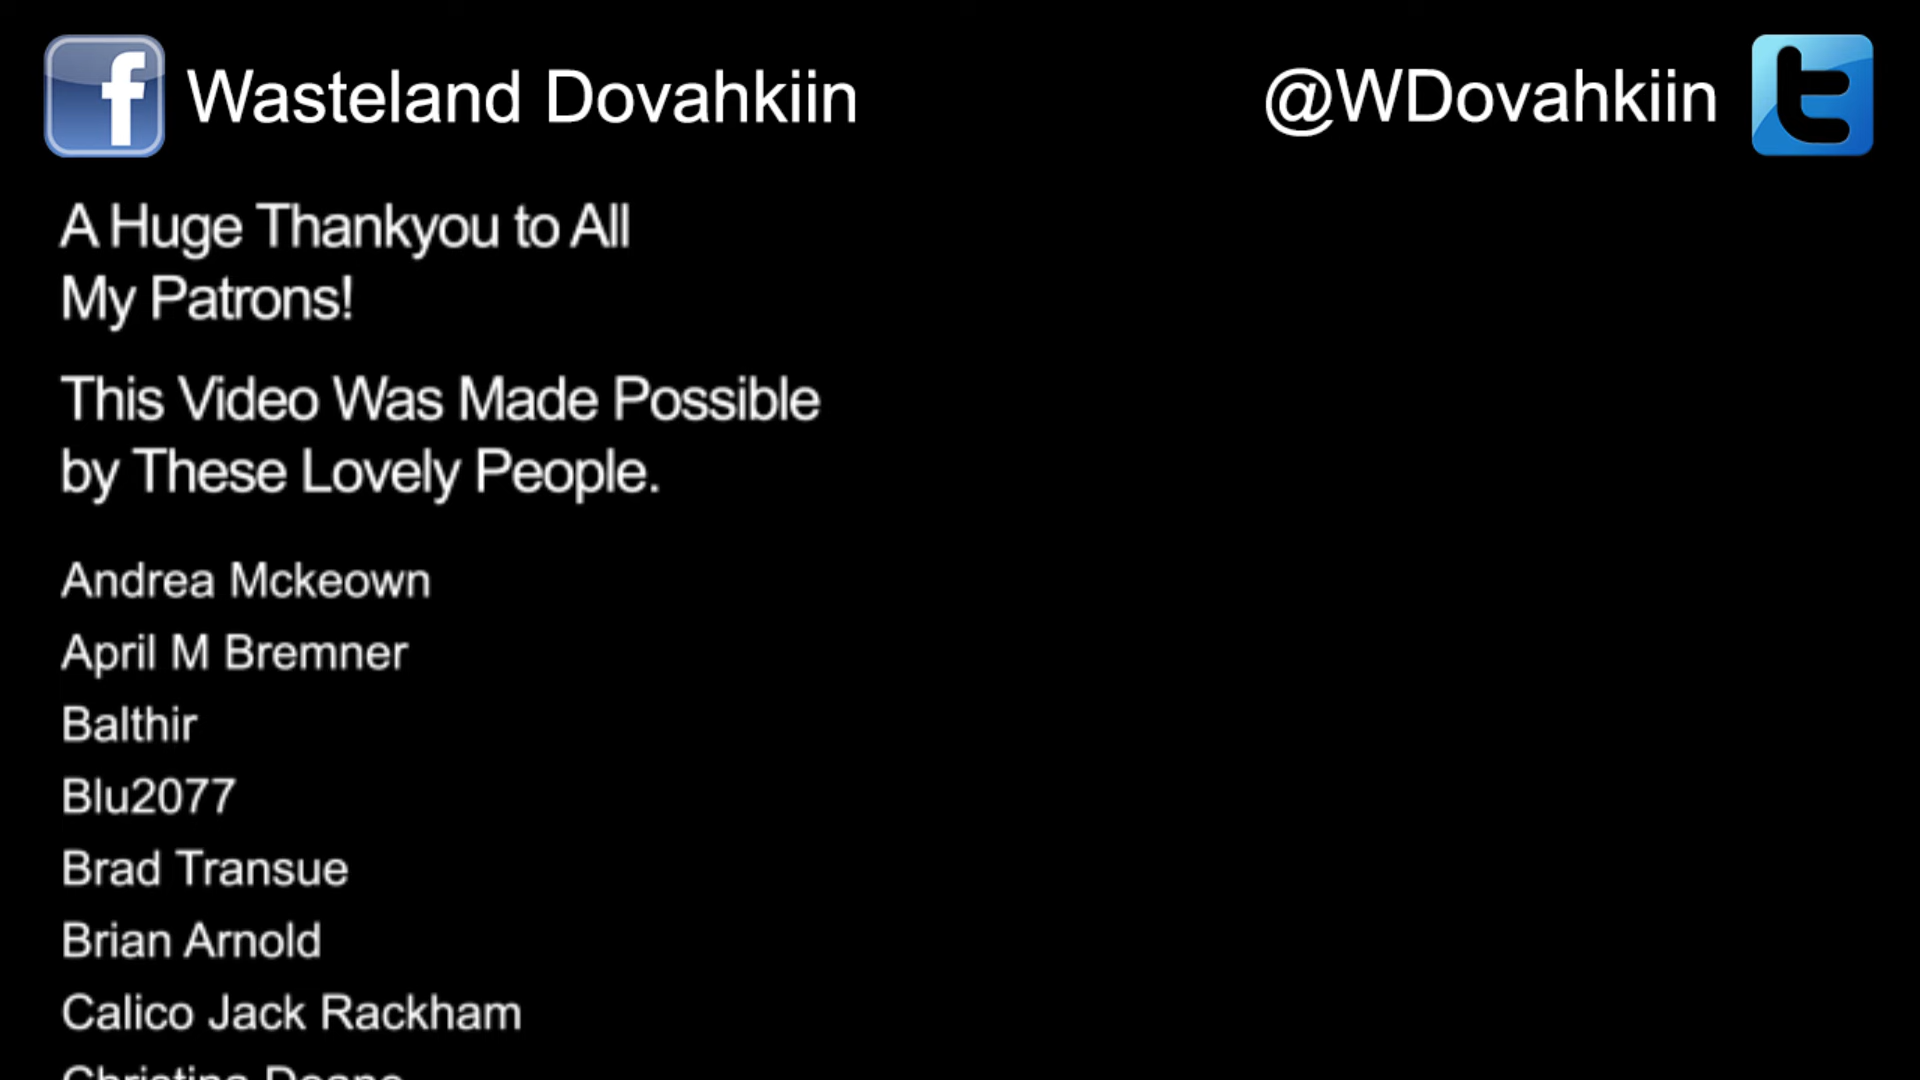 Wasteland Dovahkiin
@WDovahkiin
A Huge Thankyou to All
My Patrons!
This Video Was Made Possible
by These Lovely People.
Andrea Mckeown
April M Bremner
Balthir
Blu2077
Brad Transue
Brian Arnold
Calico Jack Rackham